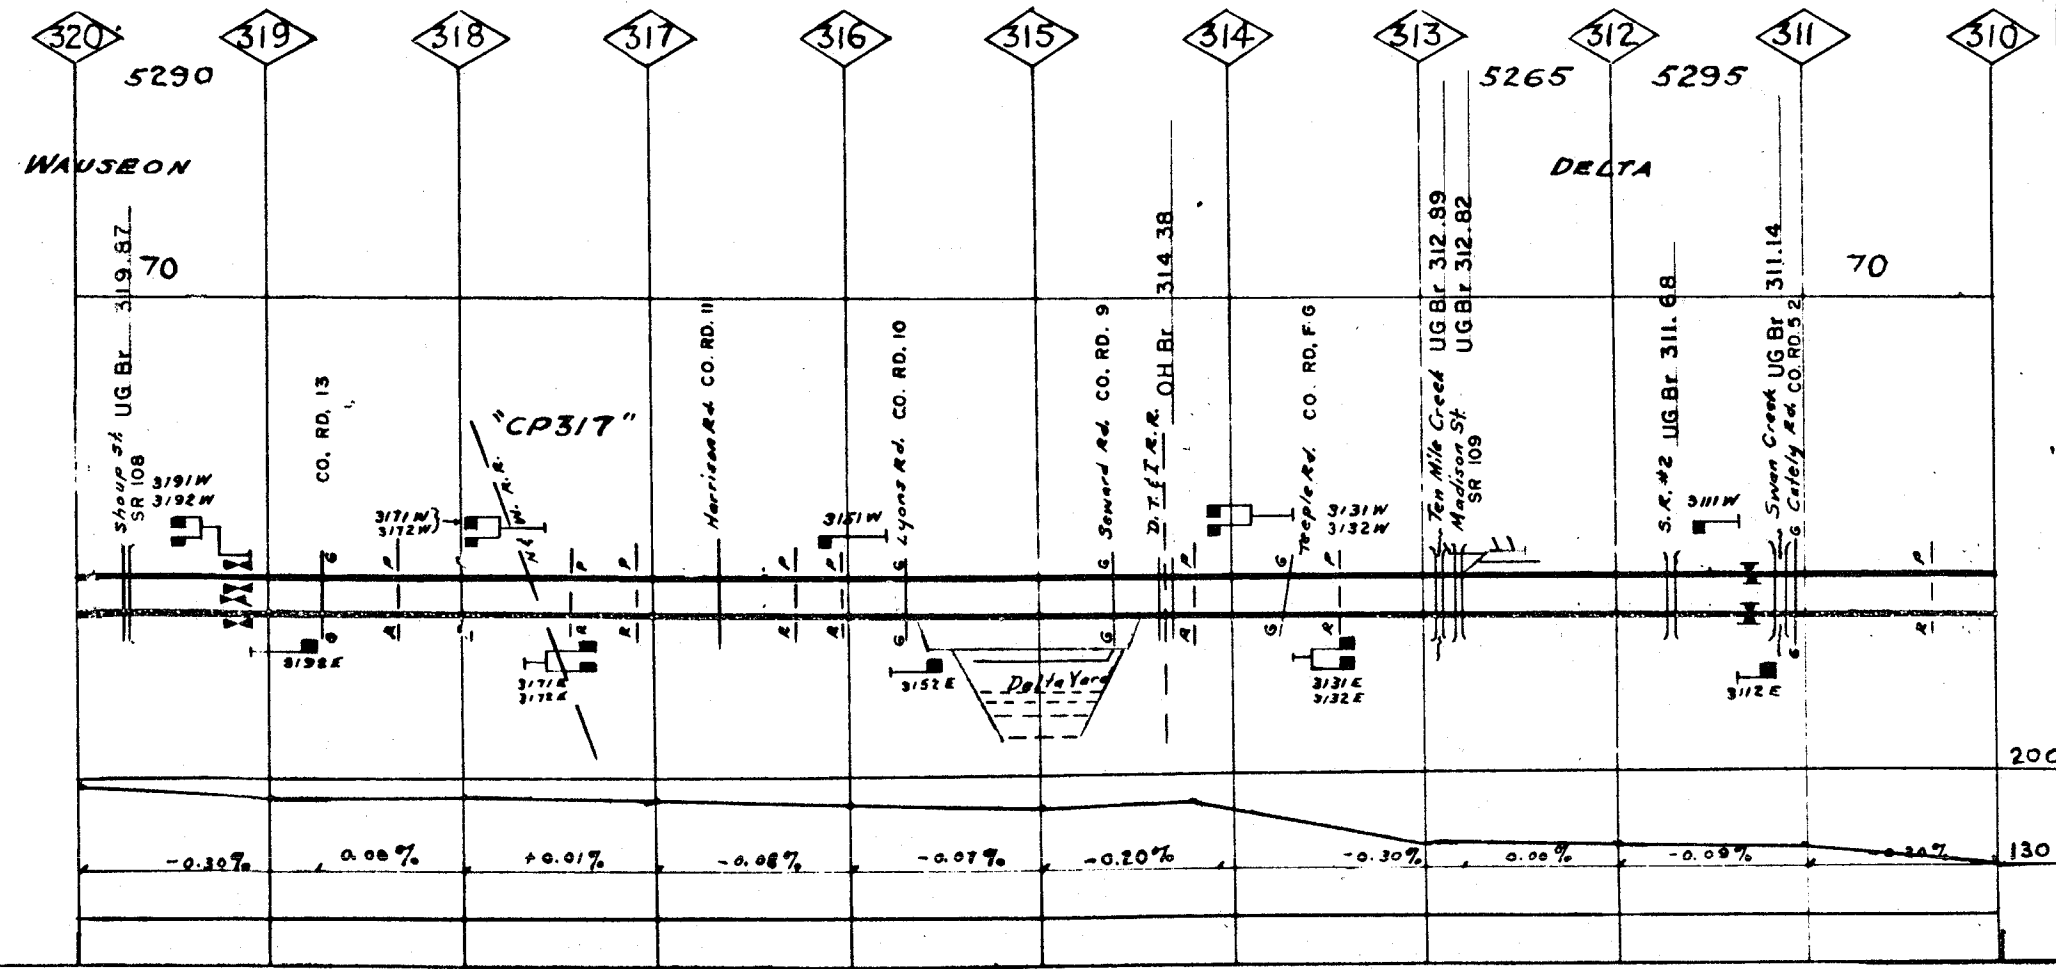 320 319 318 317 316 315 314 313 312 311 310
5290 5265 5295
WAUSEON DELTA
70 70
Shoup St. UG Br 319.87
SR 108
3191W
3192W
CO. RD. 13
3171W
3172W
"CP317"
N & W. R. R.
Harrison Rd. CO. RD. 11
3151W
Lyons Rd. CO. RD. 10
Seward Rd. CO. RD. 9
D. T. & I R.R. OH Br 314.38
Teeple Rd. CO. RD. F G
3131W
3132W
Ten Mile Creek UG Br 312.89
Madison St. UG Br 312.82
SR 109
S.R. #2 UG Br 311.68
3111W
Swan Creek UG Br 311.14
CO. RD. 5 2
G P P P P P G G P G P G P
G R R R R R G G R G R G R
3192E
3171E
3172E
3152E
Delta Yard
3131E
3132E
3112E
200
-0.30% 0.00% +0.01% -0.08% -0.07% -0.20% -0.30% 0.00% -0.09%
130